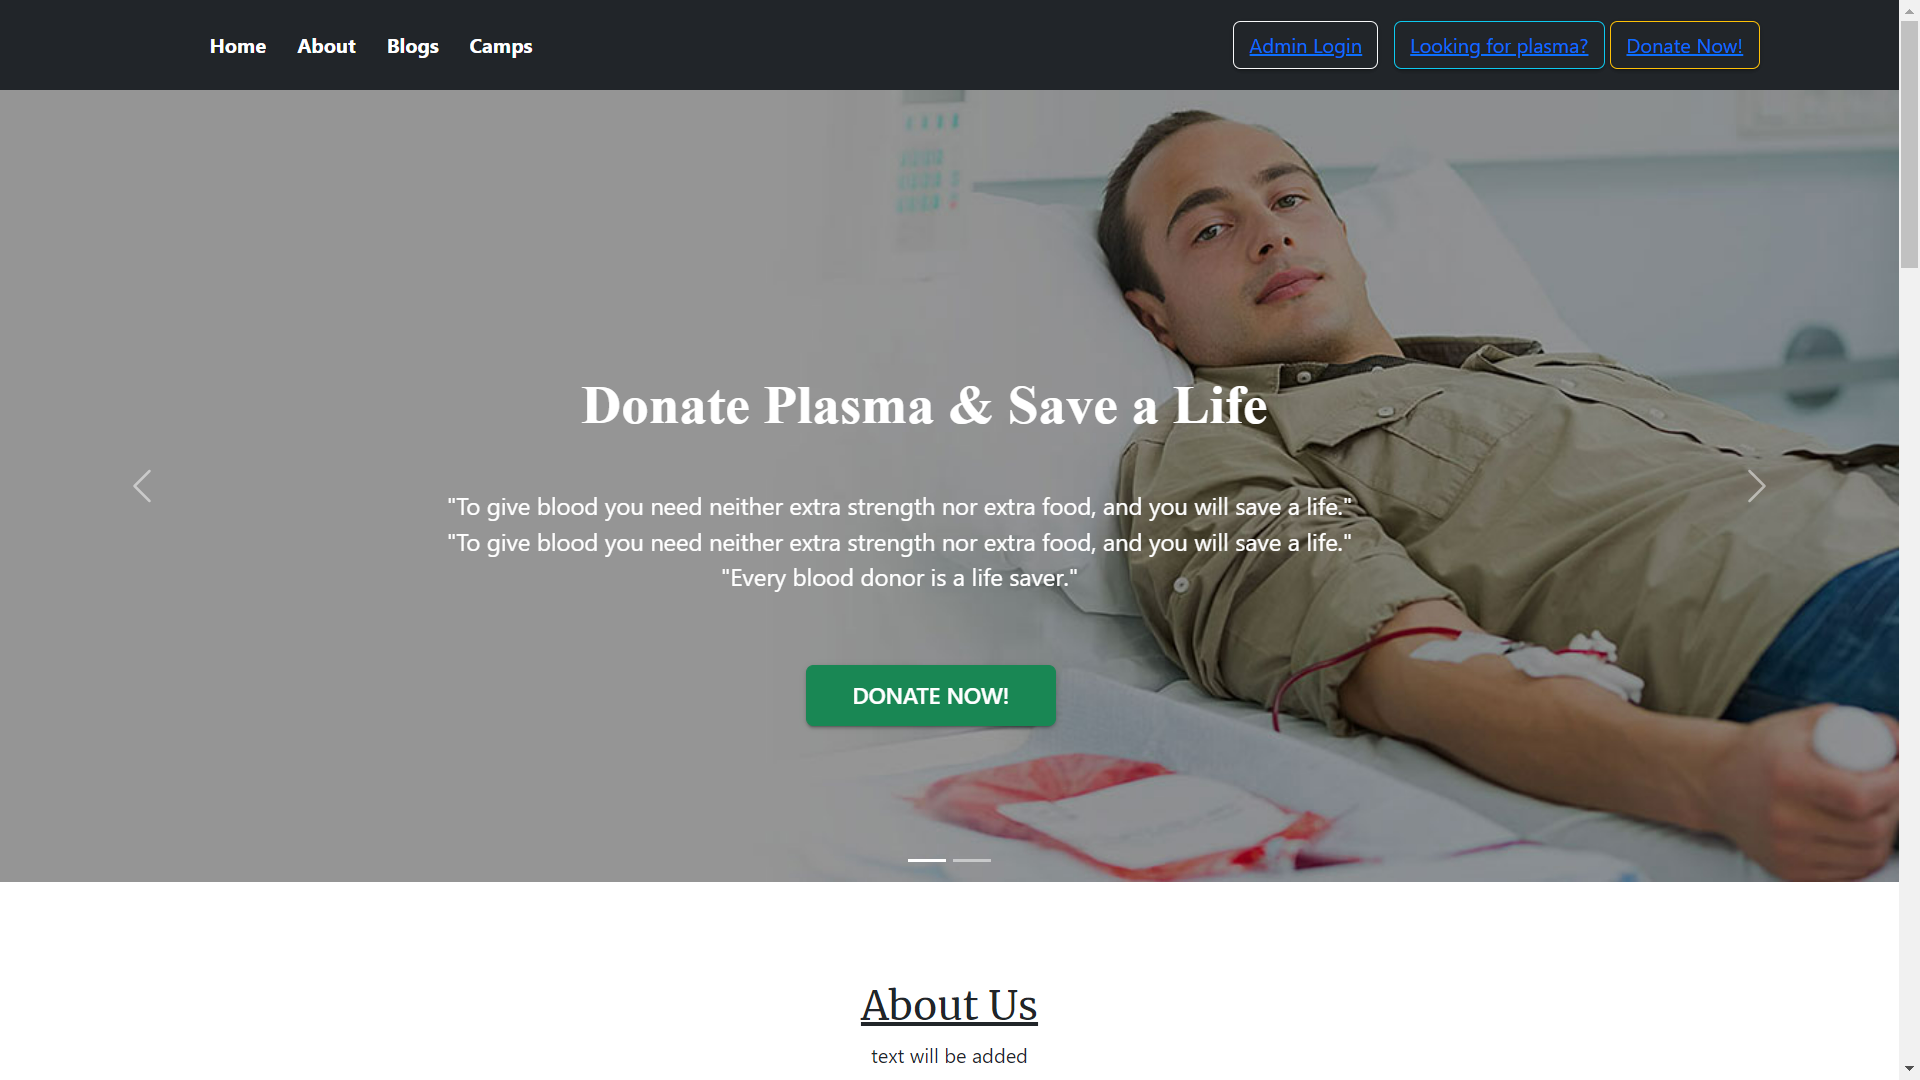 Home About Blogs Camps Admin Login Looking for plasma? Donate Now!
Donate Plasma & Save a Life
"To give blood you need neither extra strength nor extra food, and you will save a life."
"To give blood you need neither extra strength nor extra food, and you will save a life."
"Every blood donor is a life saver."
DONATE NOW!
About Us
text will be added